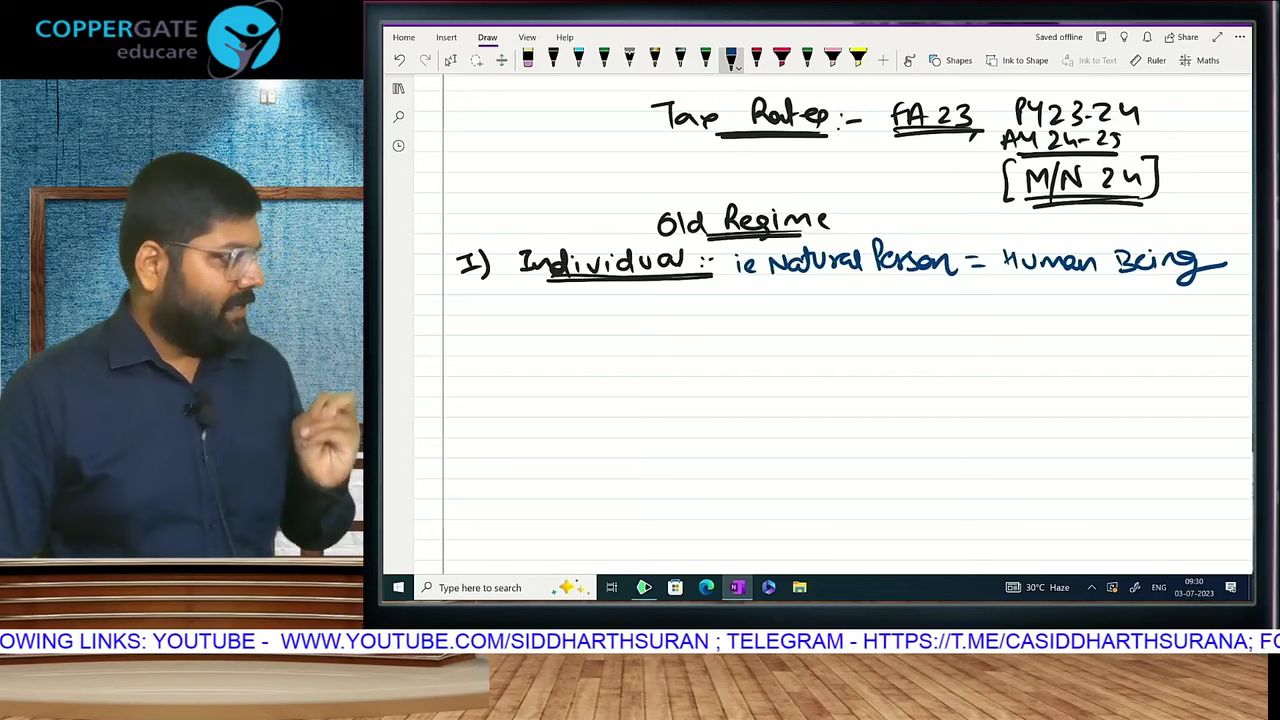 COPPERGATE
educare
Home Insert Draw View Help
Saved offline
Share
Shapes
Ink to Shape
Ink to Text
Ruler
Maths
Tax Rates :- FA 23, PY 23-24
AY 24-25
[M/N 24]
Old Regime
I) Individual :- ie Natural Person = Human Being
Type here to search
30°C Haze
ENG
09:30
03-07-2023
OWING LINKS: YOUTUBE - WWW.YOUTUBE.COM/SIDDHARTHSURAN ; TELEGRAM - HTTPS://T.ME/CASIDDHARTHSURANA; FO